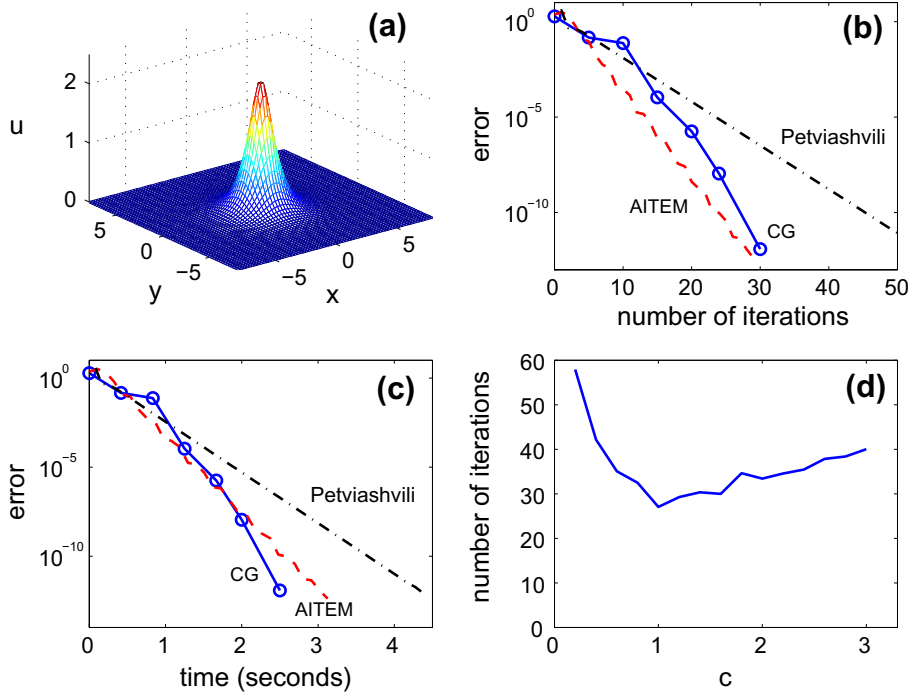 (a)
u
2
1
0
5
0
−5
−5
0
5
y
x
(b)
error
10^0
10^−5
10^−10
Petviashvili
AITEM
CG
0 10 20 30 40 50
number of iterations
(c)
error
10^0
10^−5
10^−10
Petviashvili
CG
AITEM
0 1 2 3 4
time (seconds)
(d)
number of iterations
60
50
40
30
20
10
0
0 1 2 3
c